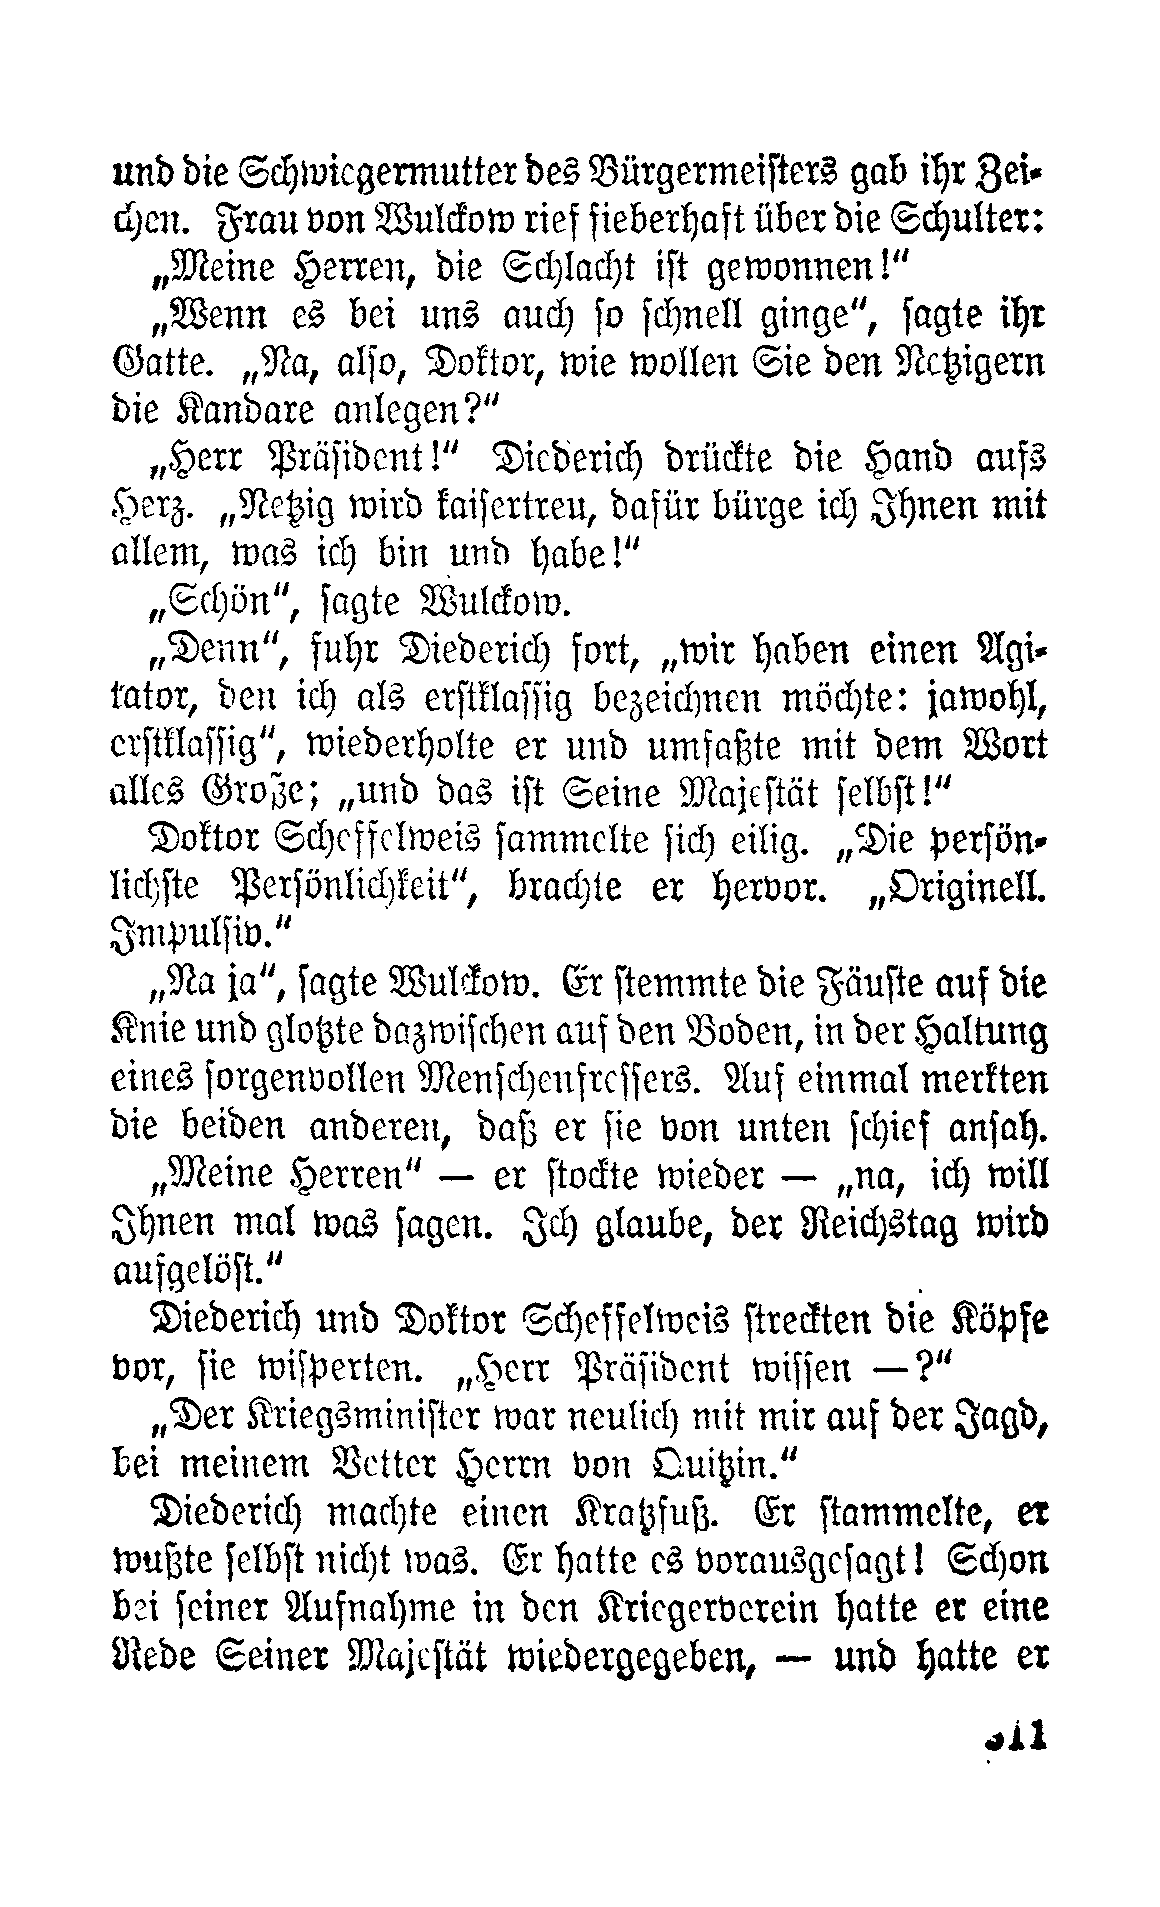 und die Schwiegermutter des Bürgermeisters gab ihr Zei-
chen. Frau von Wulckow rief fieberhaft über die Schulter:
„Meine Herren, die Schlacht ist gewonnen!“
„Wenn es bei uns auch so schnell ginge“, sagte ihr
Gatte. „Na, also, Doktor, wie wollen Sie den Netzigern
die Kandare anlegen?“
„Herr Präsident!“ Diederich drückte die Hand aufs
Herz. „Netzig wird kaisertreu, dafür bürge ich Ihnen mit
allem, was ich bin und habe!“
„Schön“, sagte Wulckow.
„Denn“, fuhr Diederich fort, „wir haben einen Agi-
tator, den ich als erstklassig bezeichnen möchte: jawohl,
erstklassig“, wiederholte er und umfaßte mit dem Wort
alles Große; „und das ist Seine Majestät selbst!“
Doktor Scheffelweis sammelte sich eilig. „Die persön-
lichste Persönlichkeit“, brachte er hervor. „Originell.
Impulsiv.“
„Na ja“, sagte Wulckow. Er stemmte die Fäuste auf die
Knie und glotzte dazwischen auf den Boden, in der Haltung
eines sorgenvollen Menschenfressers. Auf einmal merkten
die beiden anderen, daß er sie von unten schief ansah.
„Meine Herren“ — er stockte wieder — „na, ich will
Ihnen mal was sagen. Ich glaube, der Reichstag wird
aufgelöst.“
Diederich und Doktor Scheffelweis streckten die Köpfe
vor, sie wisperten. „Herr Präsident wissen —?“
„Der Kriegsminister war neulich mit mir auf der Jagd,
bei meinem Vetter Herrn von Quitzin.“
Diederich machte einen Kratzfuß. Er stammelte, er
wußte selbst nicht was. Er hatte es vorausgesagt! Schon
bei seiner Aufnahme in den Kriegerverein hatte er eine
Rede Seiner Majestät wiedergegeben, — und hatte er